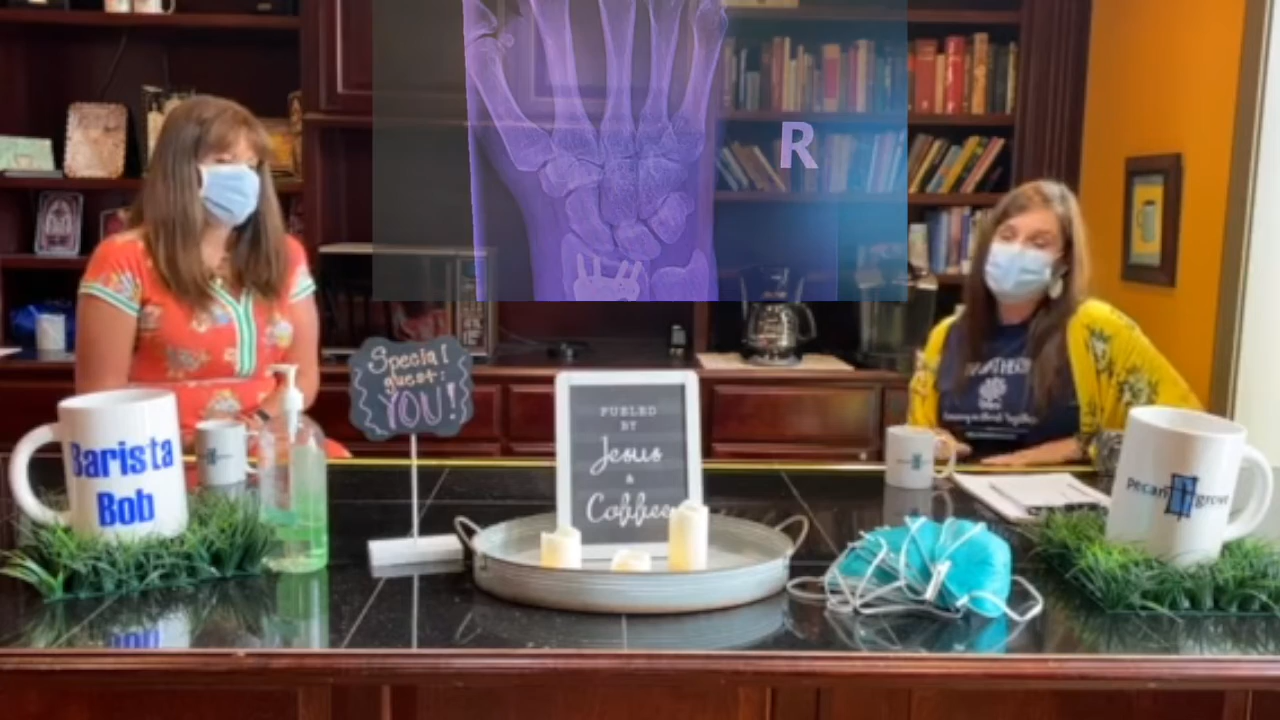 R
Special
guest:
YOU!
FUELED
BY
Jesus
&
Coffee
Barista
Bob
pecan grove